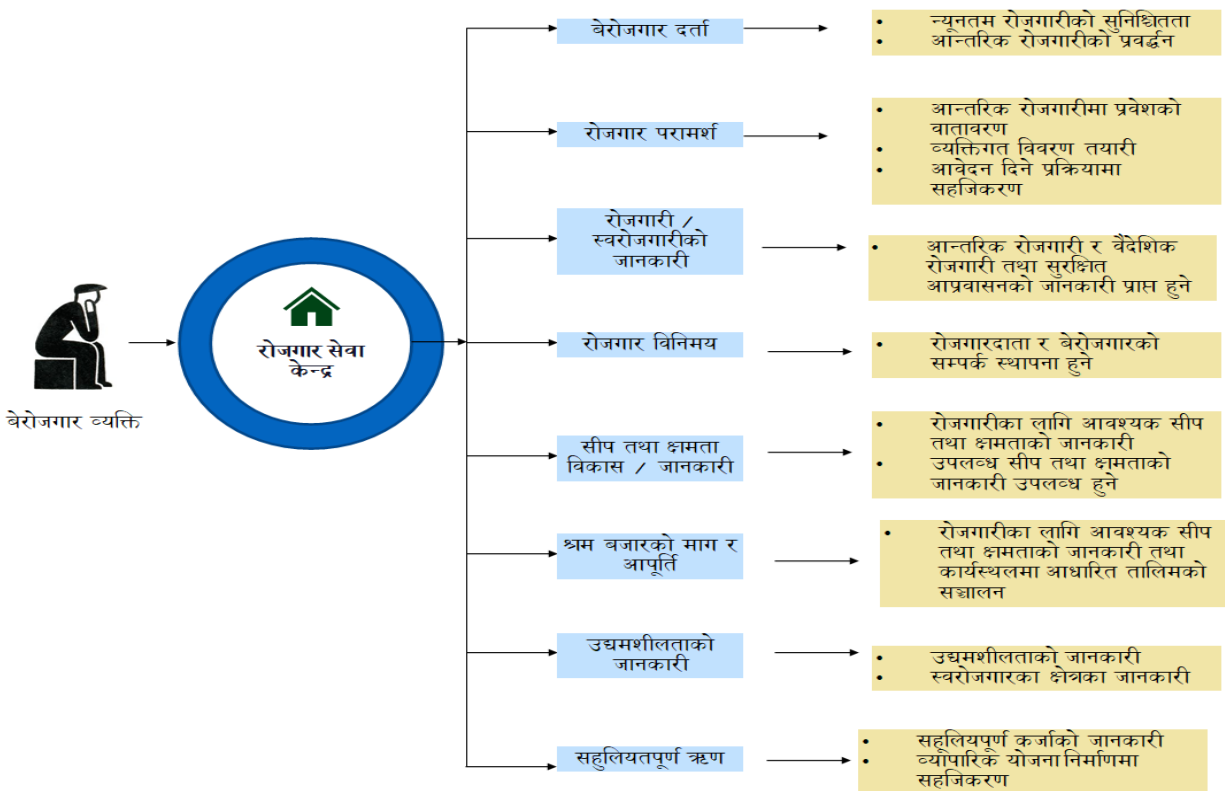 बेरोजगार व्यक्ति
रोजगार सेवा
केन्द्र
बेरोजगार दर्ता
• न्यूनतम रोजगारीको सुनिश्चितता
• आन्तरिक रोजगारीको प्रवर्द्धन
रोजगार परामर्श
• आन्तरिक रोजगारीमा प्रवेशको
वातावरण
• व्यक्तिगत विवरण तयारी
• आवेदन दिने प्रक्रियामा
सहजिकरण
रोजगारी /
स्वरोजगारीको
जानकारी
• आन्तरिक रोजगारी र वैदेशिक
रोजगारी तथा सुरक्षित
आप्रवासनको जानकारी प्राप्त हुने
रोजगार विनिमय
• रोजगारदाता र बेरोजगारको
सम्पर्क स्थापना हुने
सीप तथा क्षमता
विकास / जानकारी
• रोजगारीका लागि आवश्यक सीप
तथा क्षमताको जानकारी
• उपलब्ध सीप तथा क्षमताको
जानकारी उपलब्ध हुने
श्रम बजारको माग र
आपूर्ति
• रोजगारीका लागि आवश्यक सीप
तथा क्षमताको जानकारी तथा
कार्यस्थलमा आधारित तालिमको
सञ्चालन
उद्यमशीलताको
जानकारी
• उद्यमशीलताको जानकारी
• स्वरोजगारका क्षेत्रका जानकारी
सहुलियतपूर्ण ऋण
• सहूलियपूर्ण कर्जाको जानकारी
• व्यापारिक योजना निर्माणमा
सहजिकरण